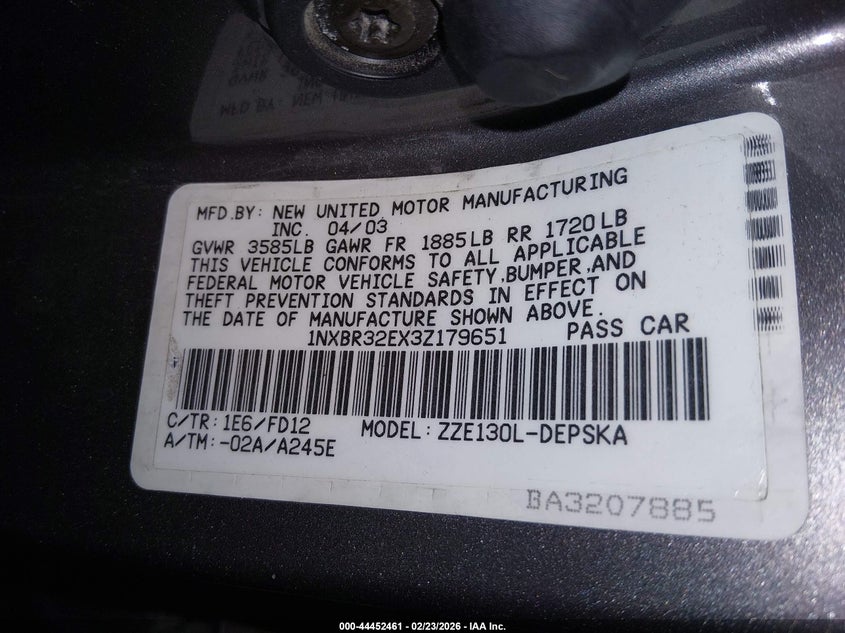 MFD.BY: NEW UNITED MOTOR MANUFACTURING
INC. 04/03
GVWR 3585LB GAWR FR 1885LB RR 1720LB
THIS VEHICLE CONFORMS TO ALL APPLICABLE
FEDERAL MOTOR VEHICLE SAFETY,BUMPER,AND
THEFT PREVENTION STANDARDS IN EFFECT ON
THE DATE OF MANUFACTURE SHOWN ABOVE.
1NXBR32EX3Z179651 PASS CAR
C/TR:1E6/FD12 MODEL:ZZE130L-DEPSKA
A/TM:-02A/A245E
BA3207885
000-44452461 - 02/23/2026 - IAA Inc.